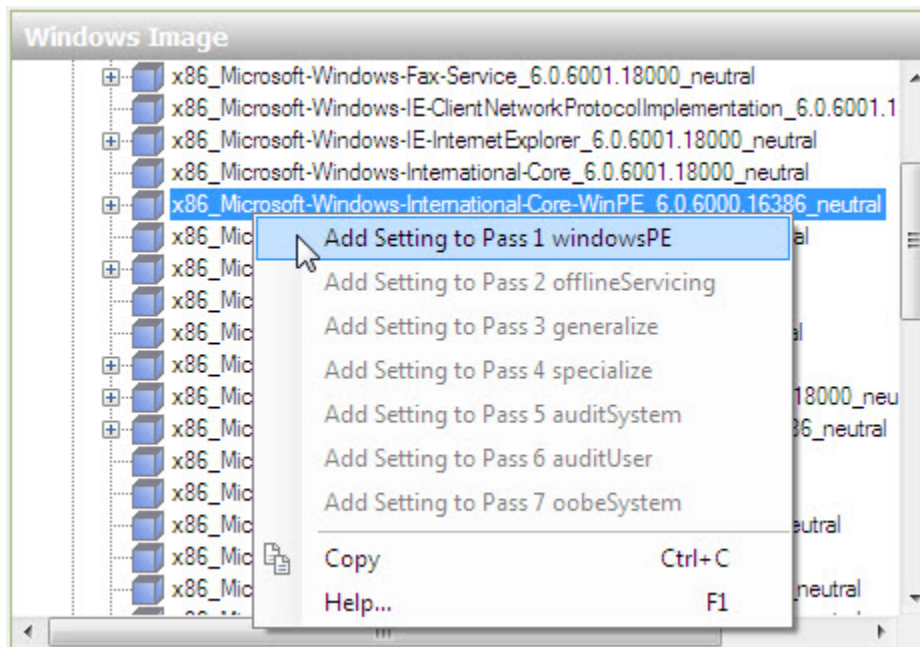 Windows Image
x86_Microsoft-Windows-Fax-Service_6.0.6001.18000_neutral
x86_Microsoft-Windows-IE-ClientNetworkProtocolImplementation_6.0.6001.1
x86_Microsoft-Windows-IE-InternetExplorer_6.0.6001.18000_neutral
x86_Microsoft-Windows-International-Core_6.0.6001.18000_neutral
x86_Microsoft-Windows-International-Core-WinPE_6.0.6000.16386_neutral
x86_Mic
Add Setting to Pass 1 windowsPE
al
x86_Mic
Add Setting to Pass 2 offlineServicing
x86_Mic
Add Setting to Pass 3 generalize
x86_Mic
al
x86_Mic
Add Setting to Pass 4 specialize
x86_Mic
18000_neu
Add Setting to Pass 5 auditSystem
x86_Mic
86_neutral
x86_Mic
Add Setting to Pass 6 auditUser
x86_Mic
Add Setting to Pass 7 oobeSystem
x86_Mic
eutral
x86_Mic
Copy Ctrl+C
x86_Mic
neutral
Help... F1